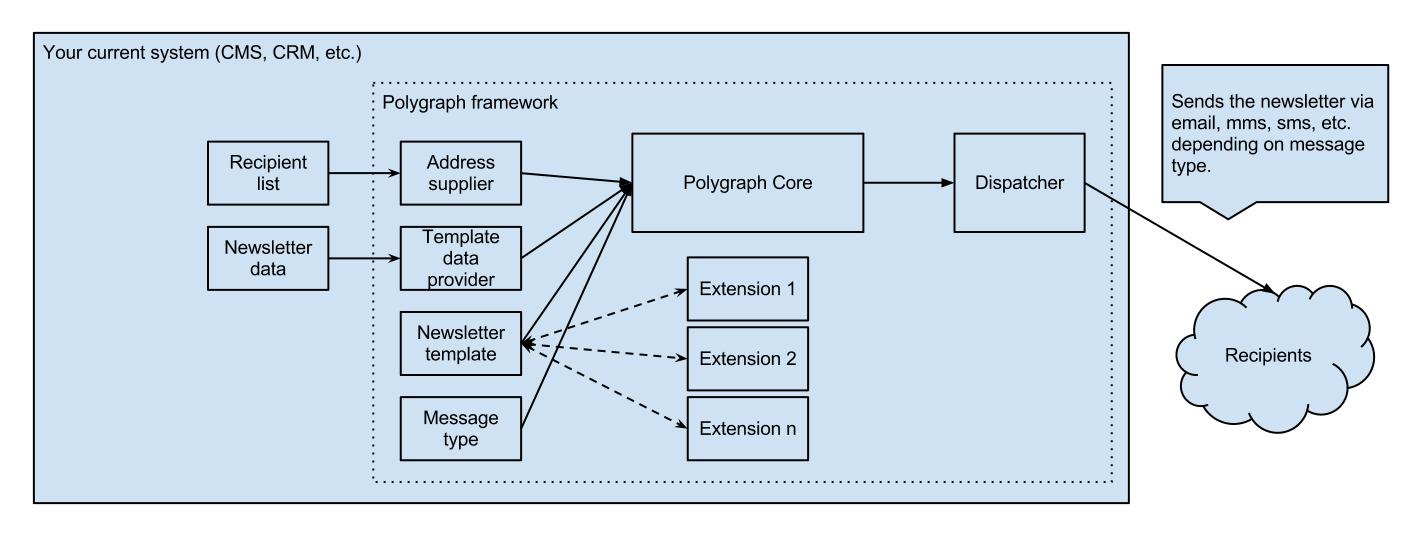 Your current system (CMS, CRM, etc.)
Polygraph framework
Recipient
list
Address
supplier
Polygraph Core
Dispatcher
Sends the newsletter via
email, mms, sms, etc.
depending on message
type.
Newsletter
data
Template
data
provider
Extension 1
Newsletter
template
Extension 2
Recipients
Message
type
Extension n